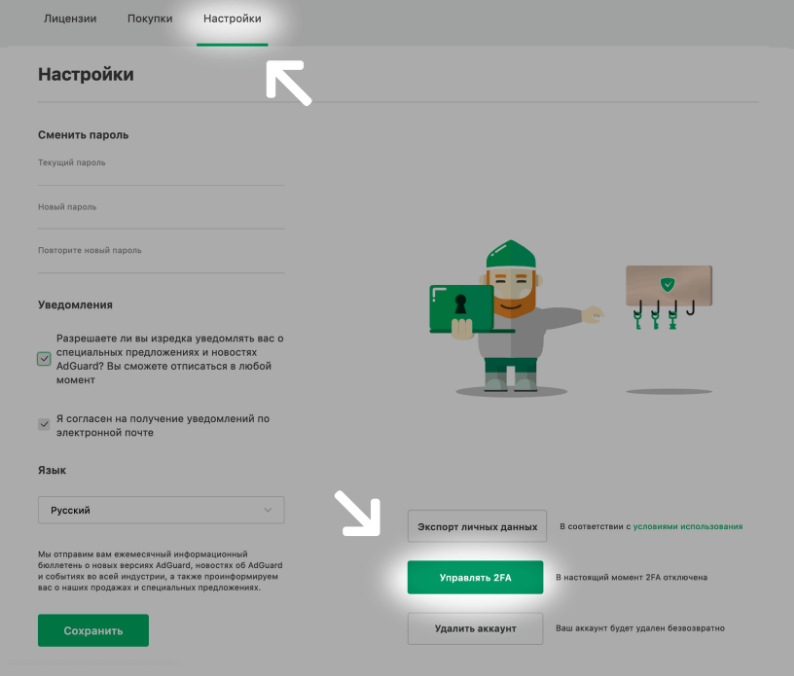 Лицензии Покупки Настройки
Настройки
Сменить пароль
Текущий пароль
Новый пароль
Повторите новый пароль
Уведомления
Разрешаете ли вы изредка уведомлять вас о
специальных предложениях и новостях
AdGuard? Вы сможете отписаться в любой
момент
Я согласен на получение уведомлений по
электронной почте
Язык
Русский
Мы отправим вам ежемесячный информационный
бюллетень о новых версиях AdGuard, новостях об AdGuard
и событиях во всей индустрии, а также проинформируем
вас о наших продажах и специальных предложениях.
Сохранить
Экспорт личных данных В соответствии с условиями использования
Управлять 2FA В настоящий момент 2FA отключена
Удалить аккаунт Ваш аккаунт будет удален безвозвратно